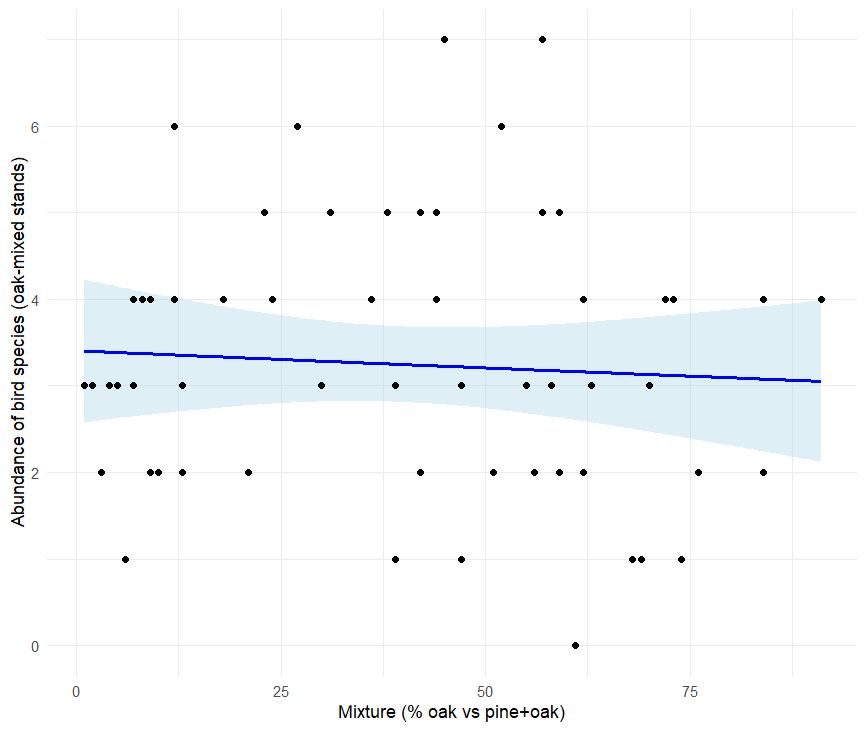 Abundance of bird species (oak-mixed stands)
6
4
2
0
0 25 50 75
Mixture (% oak vs pine+oak)